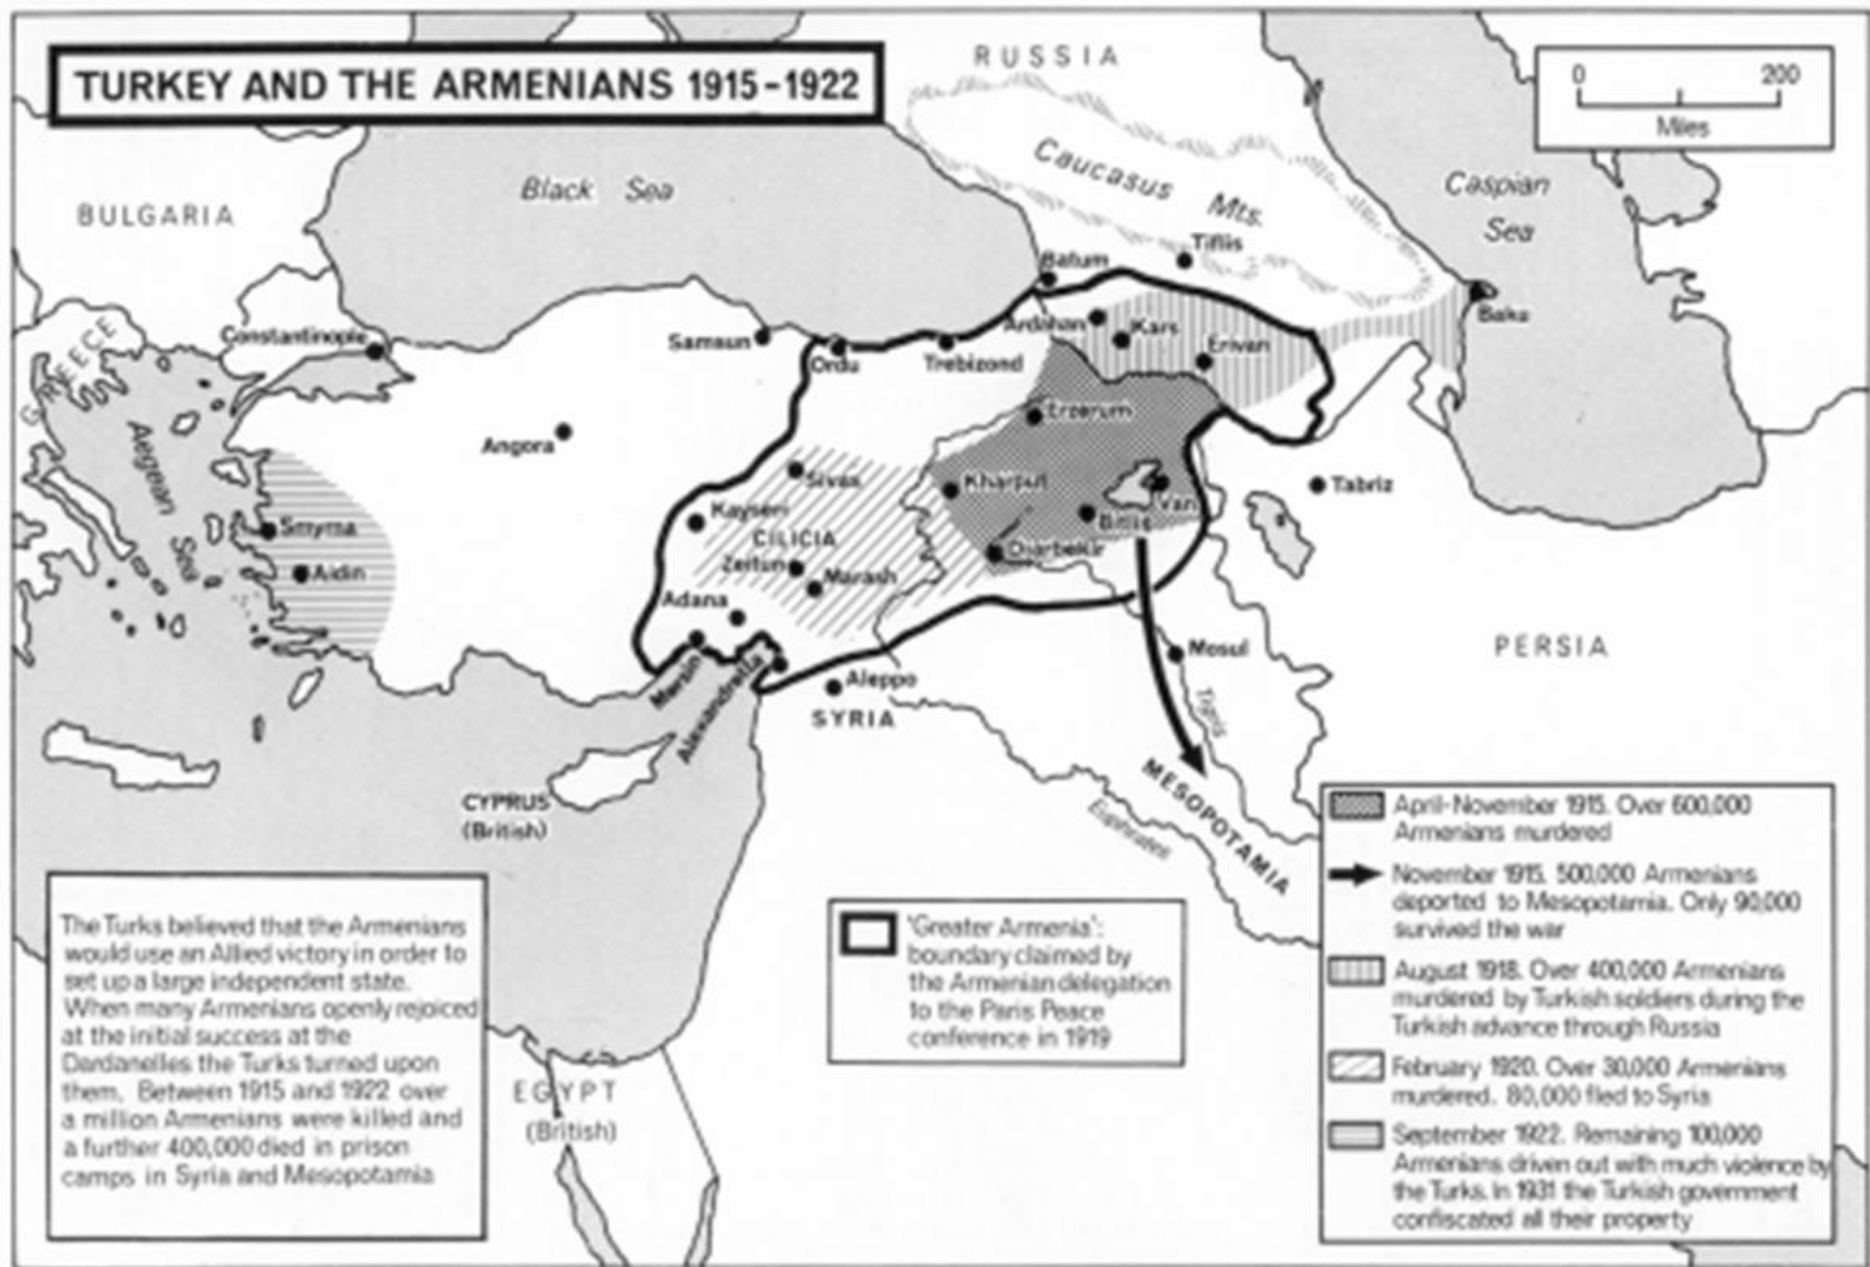 TURKEY AND THE ARMENIANS 1915-1922
RUSSIA
0 200
Miles
Caucasus Mts.
Caspian
Sea
Black Sea
BULGARIA
GREECE
Constantinople
Aegean Sea
Samsun
Ordu
Trebizond
Batum
Tiflis
Ardahan
Kars
Erivan
Baku
Angora
Erzerum
Sivas
Kharput
Van
Bitlis
Tabriz
Kayseri
CILICIA
Zeitun
Marash
Diarbekir
Smyrna
Aidin
Adana
Mersin
Alexandretta
Aleppo
SYRIA
Mosul
Tigris
PERSIA
MESOPOTAMIA
Euphrates
CYPRUS
(British)
EGYPT
(British)
The Turks believed that the Armenians
would use an Allied victory in order to
set up a large independent state.
When many Armenians openly rejoiced
at the initial success at the
Dardanelles the Turks turned upon
them. Between 1915 and 1922 over
a million Armenians were killed and
a further 400,000 died in prison
camps in Syria and Mesopotamia
'Greater Armenia':
boundary claimed by
the Armenian delegation
to the Paris Peace
conference in 1919
April-November 1915. Over 600,000
Armenians murdered
November 1915. 500,000 Armenians
deported to Mesopotamia. Only 90,000
survived the war
August 1918. Over 400,000 Armenians
murdered by Turkish soldiers during the
Turkish advance through Russia
February 1920. Over 30,000 Armenians
murdered. 80,000 fled to Syria
September 1922. Remaining 100,000
Armenians driven out with much violence by
the Turks. In 1931 the Turkish government
confiscated all their property